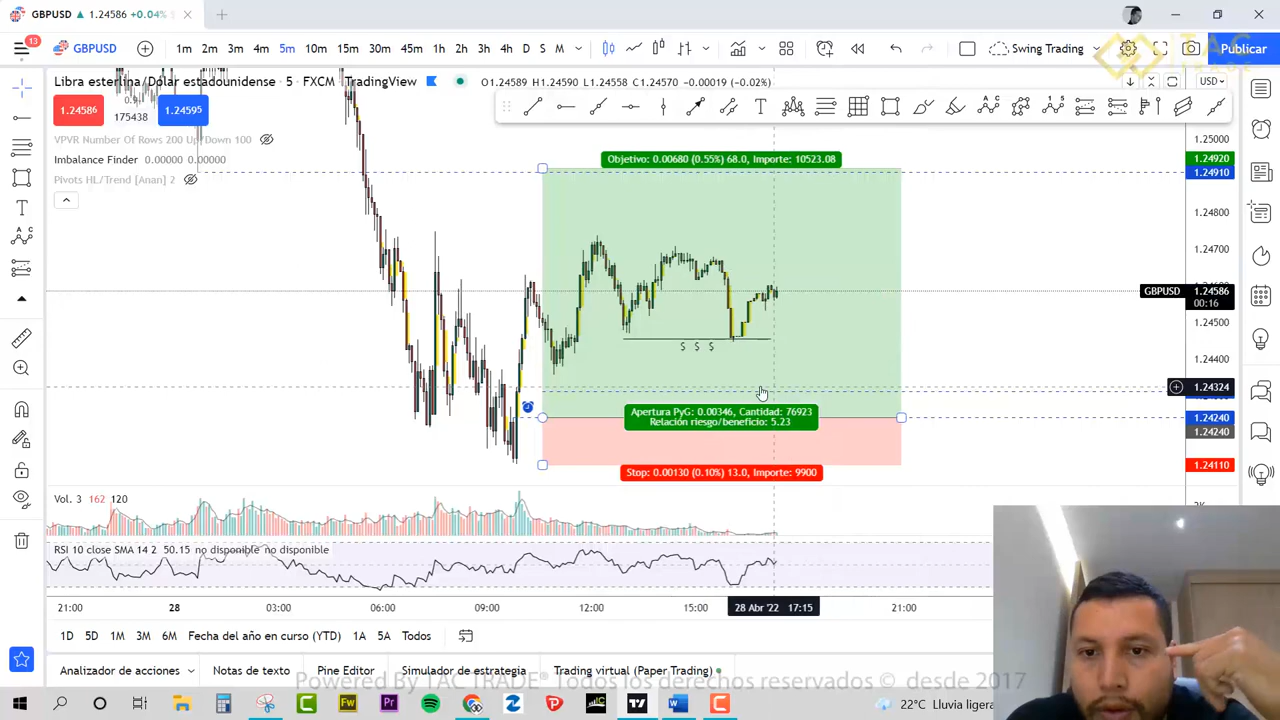 GBPUSD ▲ 1.24586 +0.04%
13
GBPUSD
1m 2m 3m 4m 5m 10m 15m 30m 45m 1h 2h 3h 4h D S M
Swing Trading
Publicar
TAC
TRADE
Libra esterlina/Dólar estadounidense · 5 · FXCM · TradingView
O1.24589 H1.24590 L1.24558 C1.24570 -0.00019 (-0.02%)
USD
1.24586
0.9
175438
1.24595
VPVR Number Of Rows 200 Up/Down 100
Imbalance Finder 0.00000 0.00000
Pivots HL/Trend [Anan] 2
Objetivo: 0.00680 (0.55%) 68.0, Importe: 10523.08
1.25000
1.24920
1.24910
1.24800
1.24700
GBPUSD
1.24586
00:16
1.24500
1.24400
$ $ $
1.24324
Apertura PyG: 0.00346, Cantidad: 76923
Relación riesgo/beneficio: 5.23
1.24240
1.24240
1.24110
Stop: 0.00130 (0.10%) 13.0, Importe: 9900
Vol. 3 162 120
RSI 10 close SMA 14 2 50.15 no disponible no disponible
21:00 28 03:00 06:00 09:00 12:00 15:00 28 Abr '22 17:15 21:00
1D 5D 1M 3M 6M Fecha del año en curso (YTD) 1A 5A Todos
Analizador de acciones Notas de texto Pine Editor Simulador de estrategia Trading virtual (Paper Trading)
Powered By TAC TRADE® Todos los derechos reservados © desde 2017
22°C Lluvia ligera